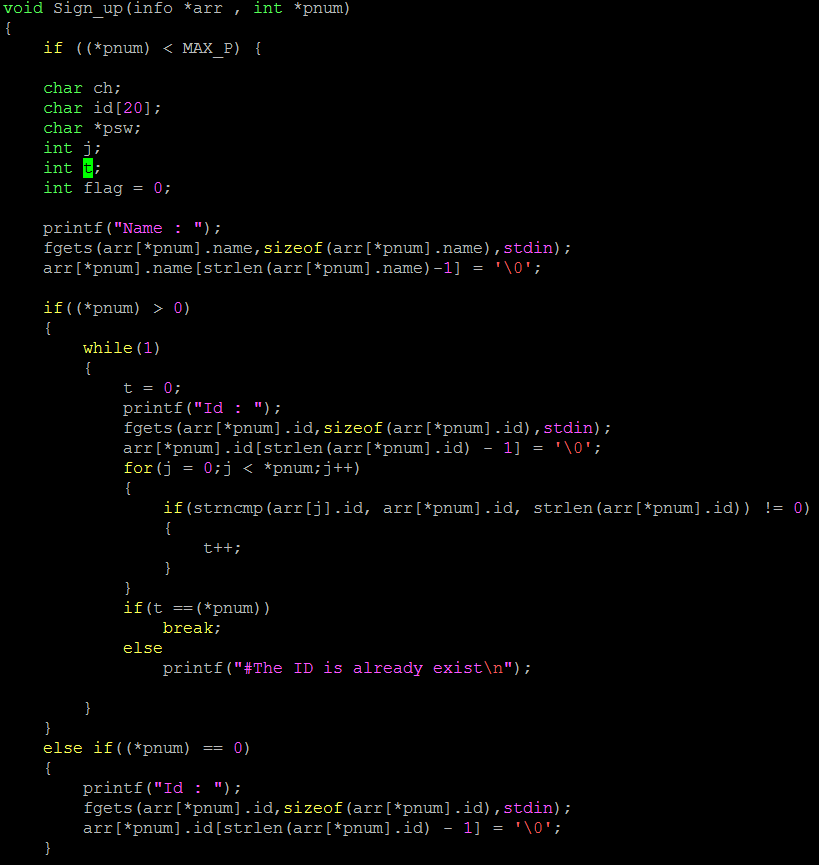 void Sign_up(info *arr , int *pnum)
{
    if ((*pnum) < MAX_P) {
    char ch;
    char id[20];
    char *psw;
    int j;
    int t;
    int flag = 0;
    printf("Name : ");
    fgets(arr[*pnum].name,sizeof(arr[*pnum].name),stdin);
    arr[*pnum].name[strlen(arr[*pnum].name)-1] = '\0';
    if((*pnum) > 0)
    {
        while(1)
        {
            t = 0;
            printf("Id : ");
            fgets(arr[*pnum].id,sizeof(arr[*pnum].id),stdin);
            arr[*pnum].id[strlen(arr[*pnum].id) - 1] = '\0';
            for(j = 0;j < *pnum;j++)
            {
                if(strncmp(arr[j].id, arr[*pnum].id, strlen(arr[*pnum].id)) != 0)
                {
                    t++;
                }
            }
            if(t ==(*pnum))
                break;
            else
                printf("#The ID is already exist\n");
        }
    }
    else if((*pnum) == 0)
    {
        printf("Id : ");
        fgets(arr[*pnum].id,sizeof(arr[*pnum].id),stdin);
        arr[*pnum].id[strlen(arr[*pnum].id) - 1] = '\0';
    }